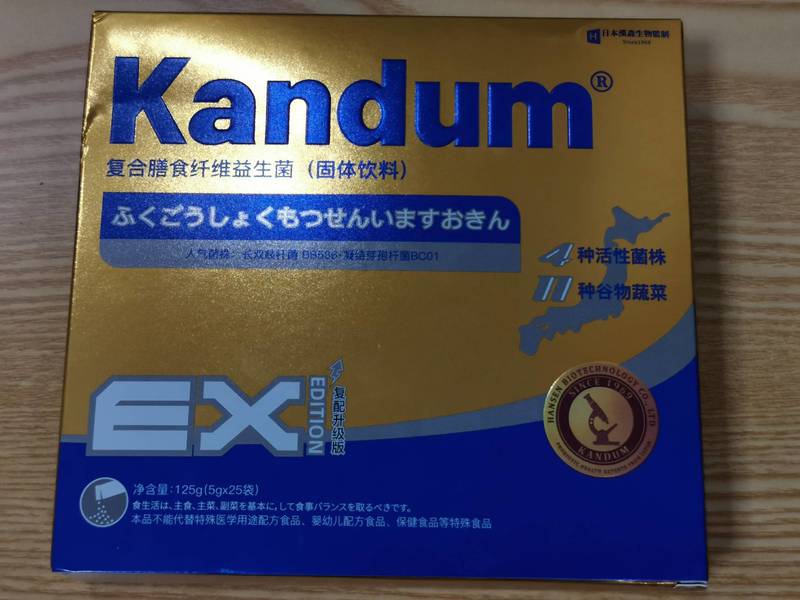 日本漢森生物監制
Since1968
Kandum®
复合膳食纤维益生菌（固体饮料）
ふくごうしょくもつせんいますおきん
人气菌株：长双歧杆菌 BB536·凝结芽孢杆菌BC01
4种活性菌株
11种谷物蔬菜
EX
EDITION
复配升级版
HANSEN BIOTECHNOLOGY CO., LTD
SINCE 1959
KANDUM
净含量：125g(5gx25袋)
食生活は、主食、主菜、副菜を基本に，して食事バランスを取るべきです。
本品不能代替特殊医学用途配方食品、婴幼儿配方食品、保健食品等特殊食品